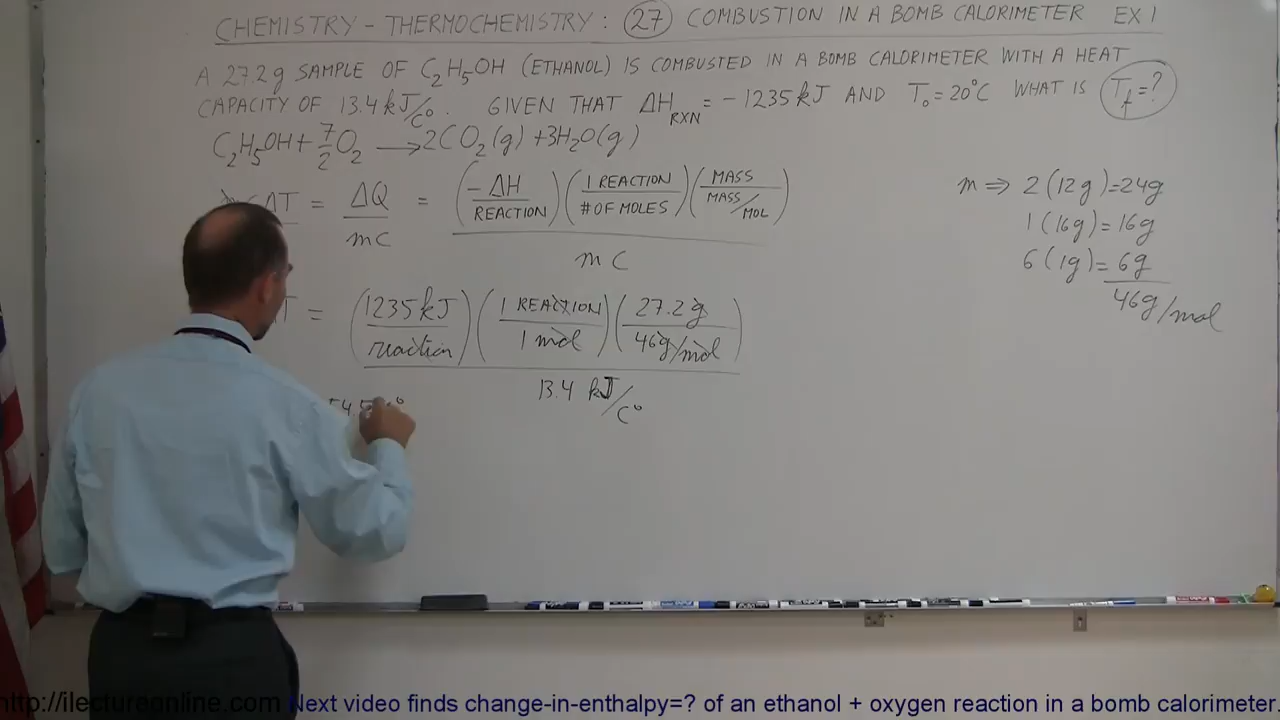 CHEMISTRY - THERMOCHEMISTRY : 27 COMBUSTION IN A BOMB CALORIMETER EX 1
A 27.2g SAMPLE OF C₂H₅OH (ETHANOL) IS COMBUSTED IN A BOMB CALORIMETER WITH A HEAT
CAPACITY OF 13.4 kJ/C°. GIVEN THAT ΔH_RXN = -1235 kJ AND T₀ = 20°C WHAT IS T_f = ?
C₂H₅OH + 7/2 O₂ → 2CO₂(g) + 3H₂O(g)
ΔT = ΔQ/mC = (-ΔH/REACTION)(1 REACTION/# OF MOLES)(MASS/MASS/MOL) / mC
= (1235 kJ/reaction)(1 REACTION/1 mol)(27.2 g/46g/mol) / 13.4 kJ/C°
m ⇒ 2(12g) = 24g
1(16g) = 16g
6(1g) = 6g
46g/mol
http://ilectureonline.com Next video finds change-in-enthalpy=? of an ethanol + oxygen reaction in a bomb calorimeter.